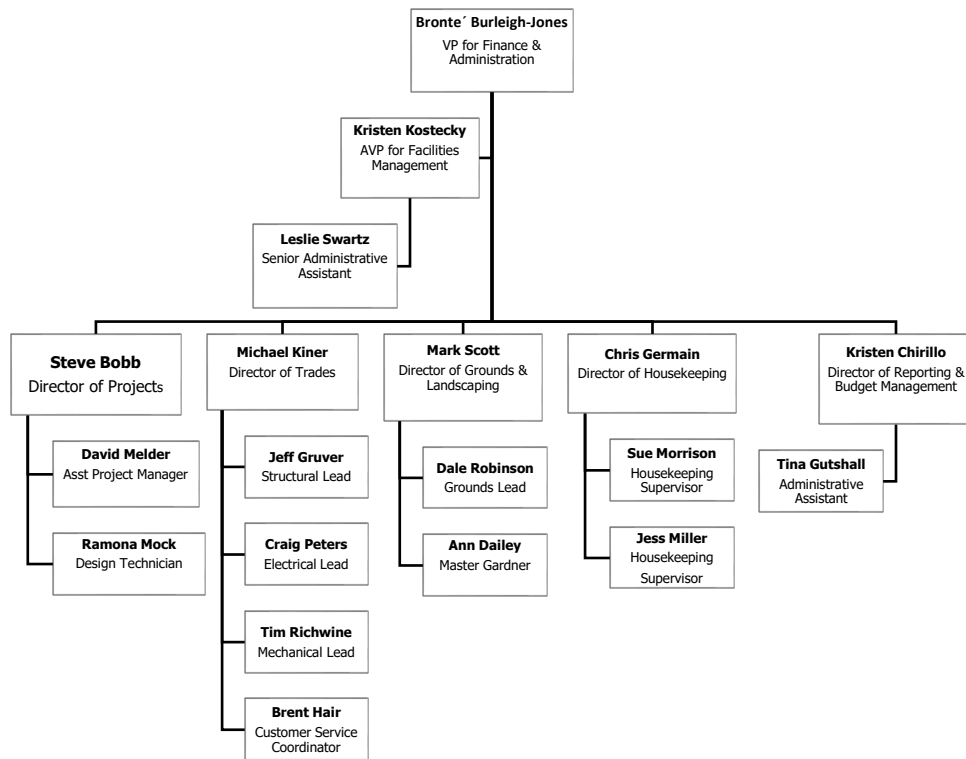 Bronte´ Burleigh-Jones
VP for Finance &
Administration
Kristen Kostecky
AVP for Facilities
Management
Leslie Swartz
Senior Administrative
Assistant
Steve Bobb
Director of Projects
Michael Kiner
Director of Trades
Mark Scott
Director of Grounds &
Landscaping
Chris Germain
Director of Housekeeping
Kristen Chirillo
Director of Reporting &
Budget Management
David Melder
Asst Project Manager
Ramona Mock
Design Technician
Jeff Gruver
Structural Lead
Craig Peters
Electrical Lead
Tim Richwine
Mechanical Lead
Brent Hair
Customer Service
Coordinator
Dale Robinson
Grounds Lead
Ann Dailey
Master Gardner
Sue Morrison
Housekeeping
Supervisor
Jess Miller
Housekeeping
Supervisor
Tina Gutshall
Administrative
Assistant